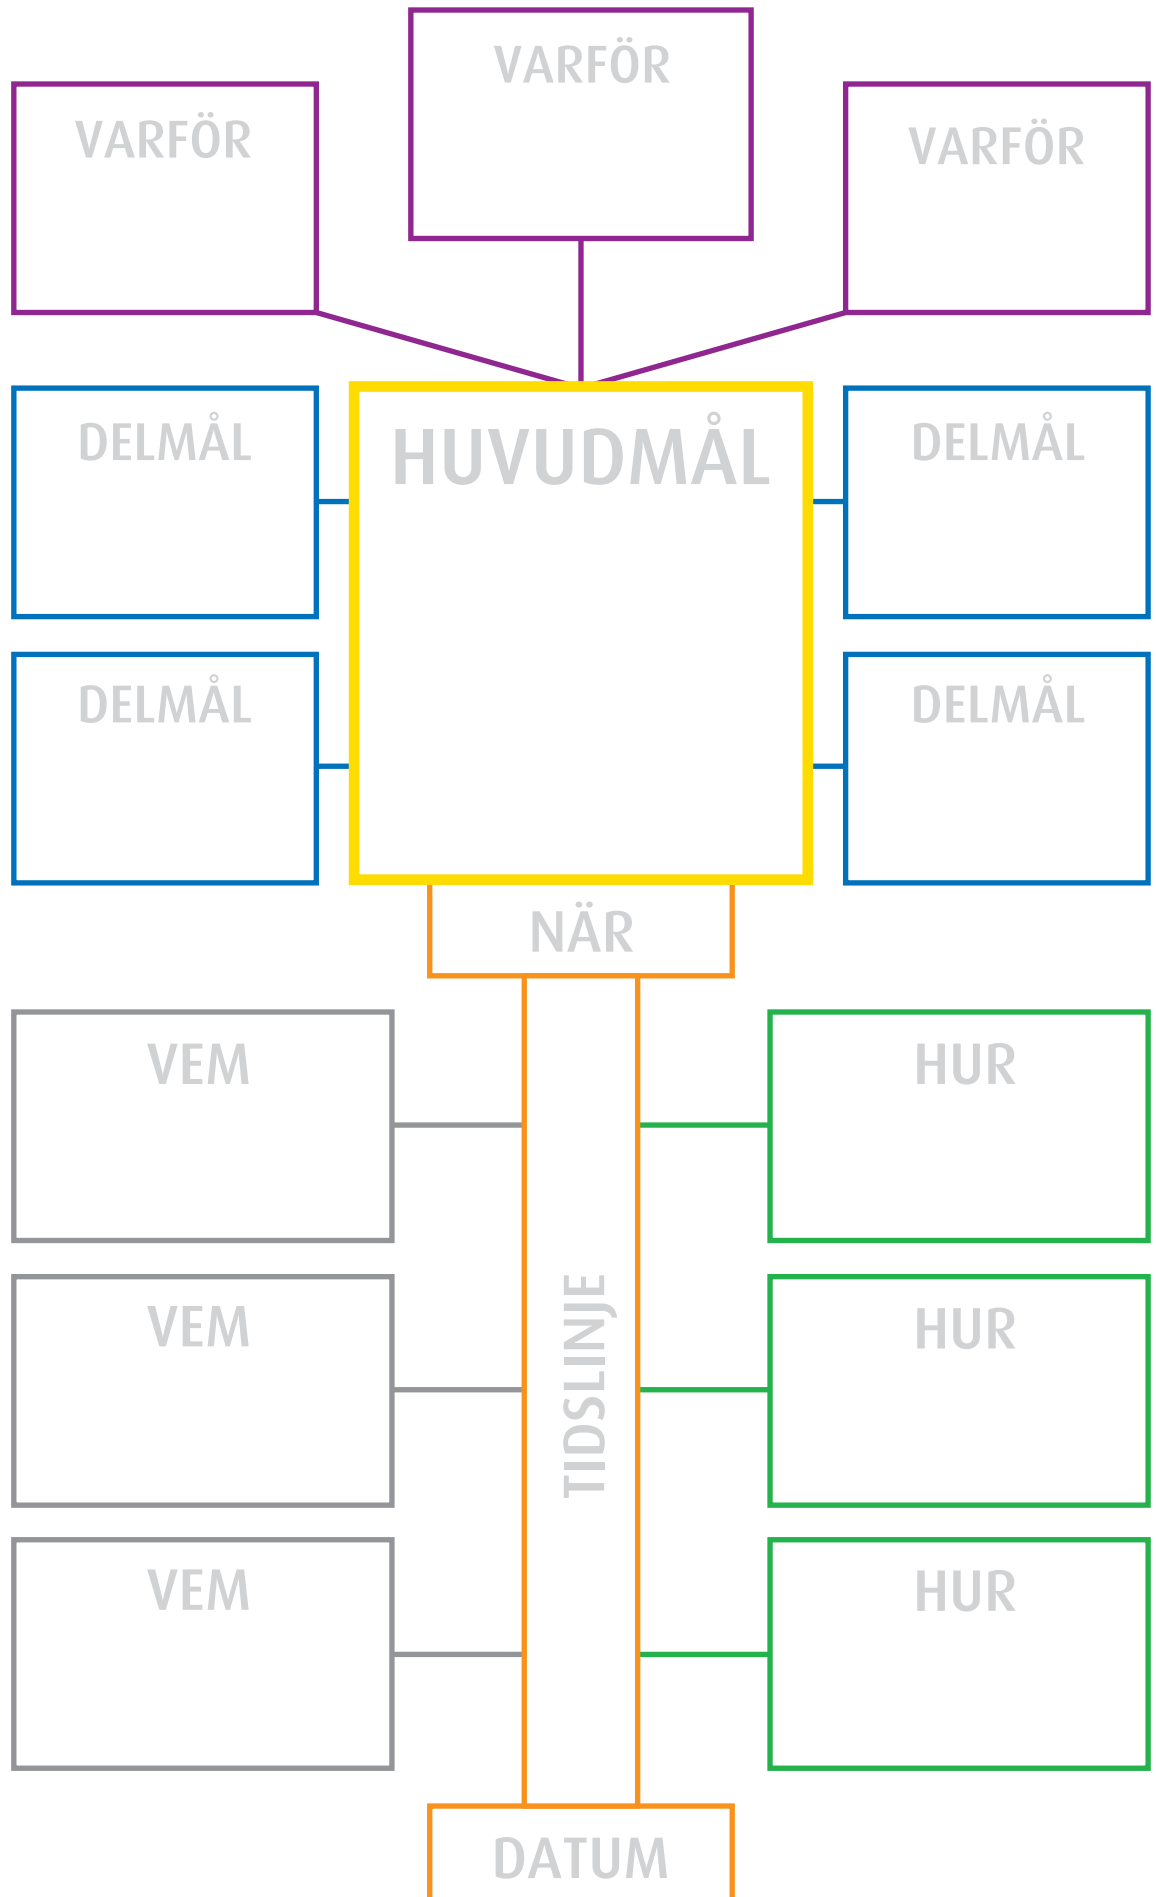 VARFÖR
VARFÖR
VARFÖR
DELMÅL
HUVUDMÅL
DELMÅL
DELMÅL
DELMÅL
NÄR
VEM
HUR
TIDSLINJE
VEM
HUR
VEM
HUR
DATUM